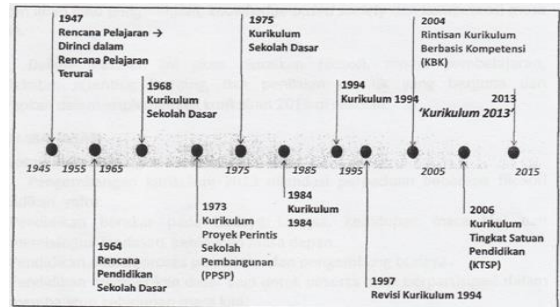 1947
Rencana Pelajaran →
Dirinci dalam
Rencana Pelajaran
Terurai
1968
Kurikulum
Sekolah Dasar
1975
Kurikulum
Sekolah Dasar
1994
Kurikulum 1994
2004
Rintisan Kurikulum
Berbasis Kompetensi
(KBK)
2013
'Kurikulum 2013'
1945
1955
1965
1975
1985
1995
2005
2015
1964
Rencana
Pendidikan
Sekolah Dasar
1973
Kurikulum
Proyek Perintis
Sekolah
Pembangunan
(PPSP)
1984
Kurikulum
1984
1997
Revisi Kurikulum 1994
2006
Kurikulum
Tingkat Satuan
Pendidikan
(KTSP)